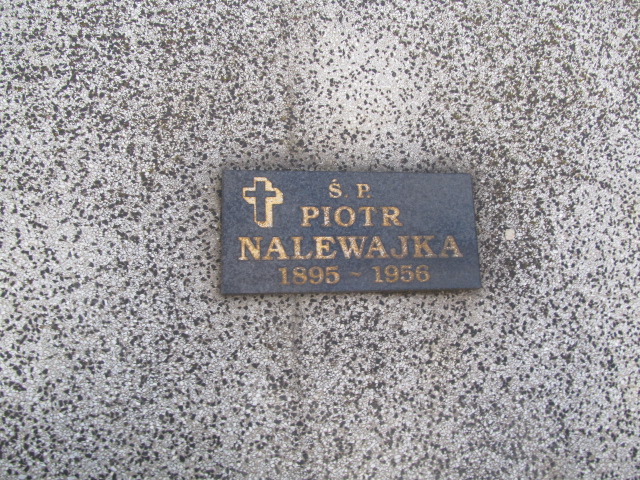 Ś. P.
PIOTR
NALEWAJKA
1895 - 1956